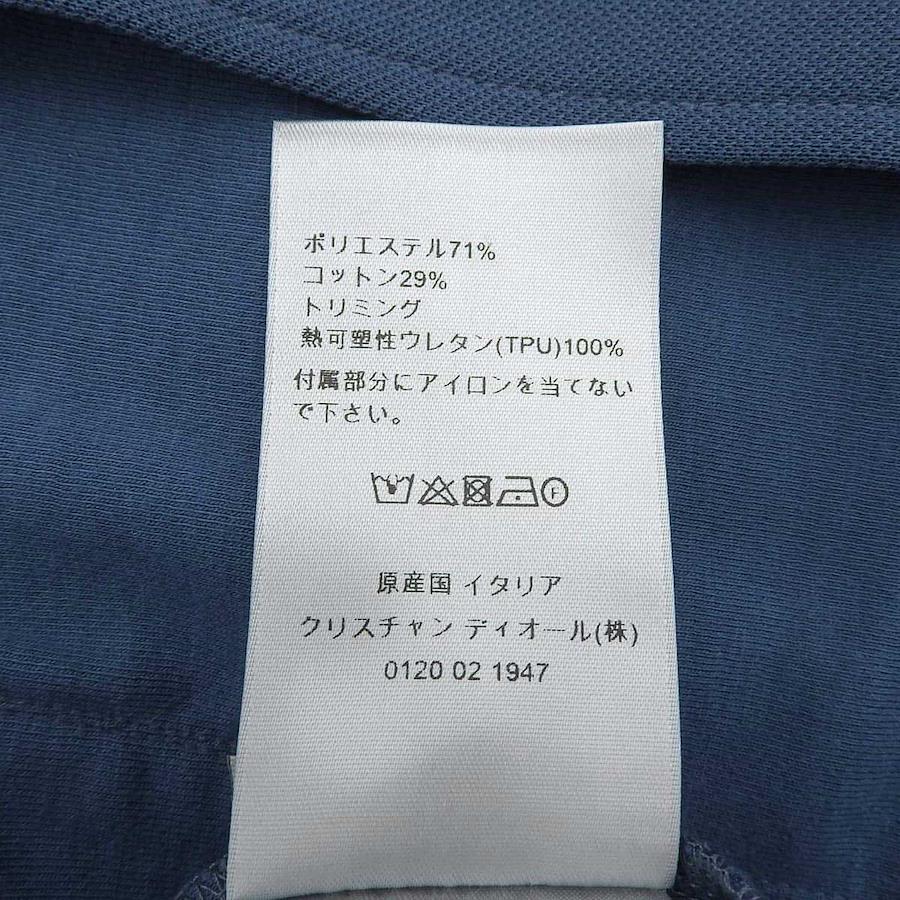 ポリエステル71%
コットン29%
トリミング
熱可塑性ウレタン(TPU)100%
付属部分にアイロンを当てない
で下さい。
F
原産国 イタリア
クリスチャン ディオール(株)
0120 02 1947